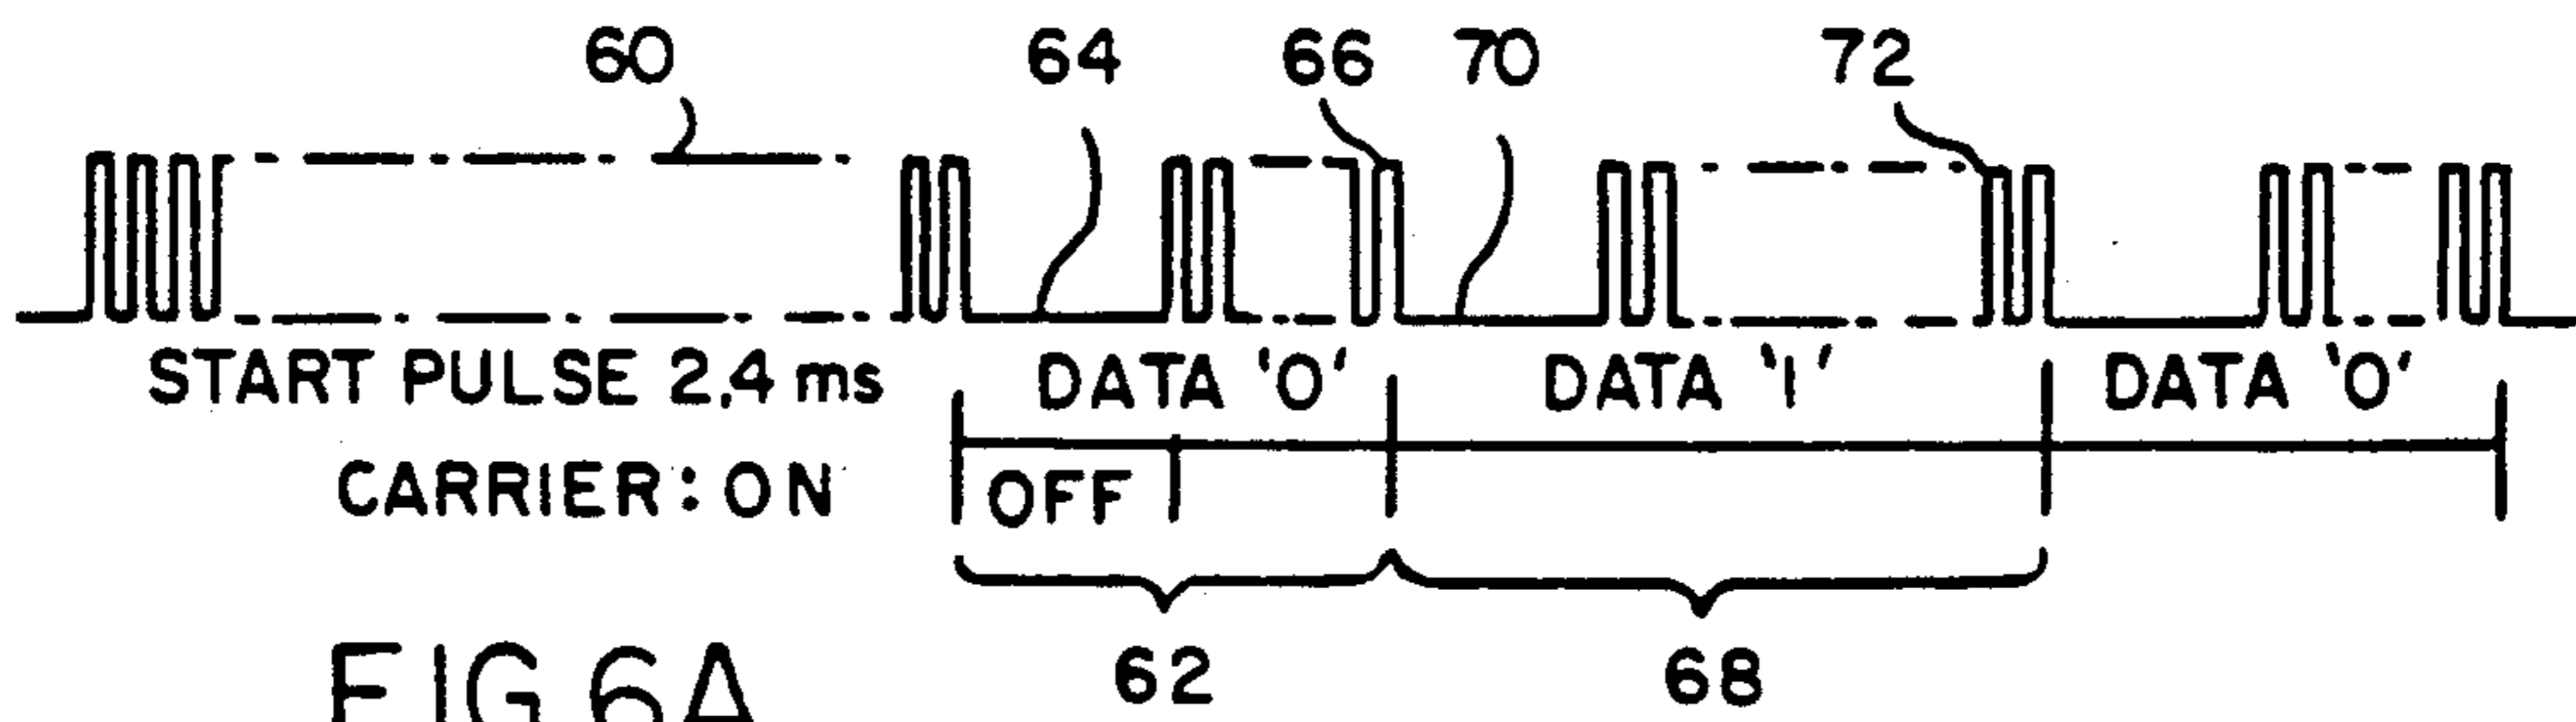 60 64 66 70 72
START PULSE 2.4 ms DATA '0' DATA '1' DATA '0'
CARRIER: ON OFF
62 68
FIG.6A